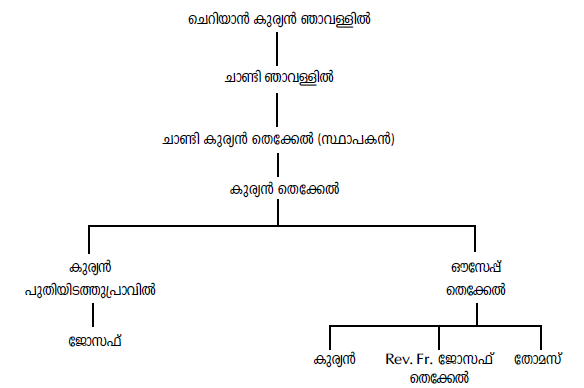 ചെറിയാൻ കുര്യൻ ഞാവള്ളിൽ
ചാണ്ടി ഞാവള്ളിൽ
ചാണ്ടി കുര്യൻ തെക്കേൽ (സ്ഥാപകൻ)
കുര്യൻ തെക്കേൽ
കുര്യൻ
പുതിയിടത്തുപ്രാവിൽ
ജോസഫ്
ഔസേപ്പ്
തെക്കേൽ
കുര്യൻ
Rev. Fr. ജോസഫ്
തെക്കേൽ
തോമസ്